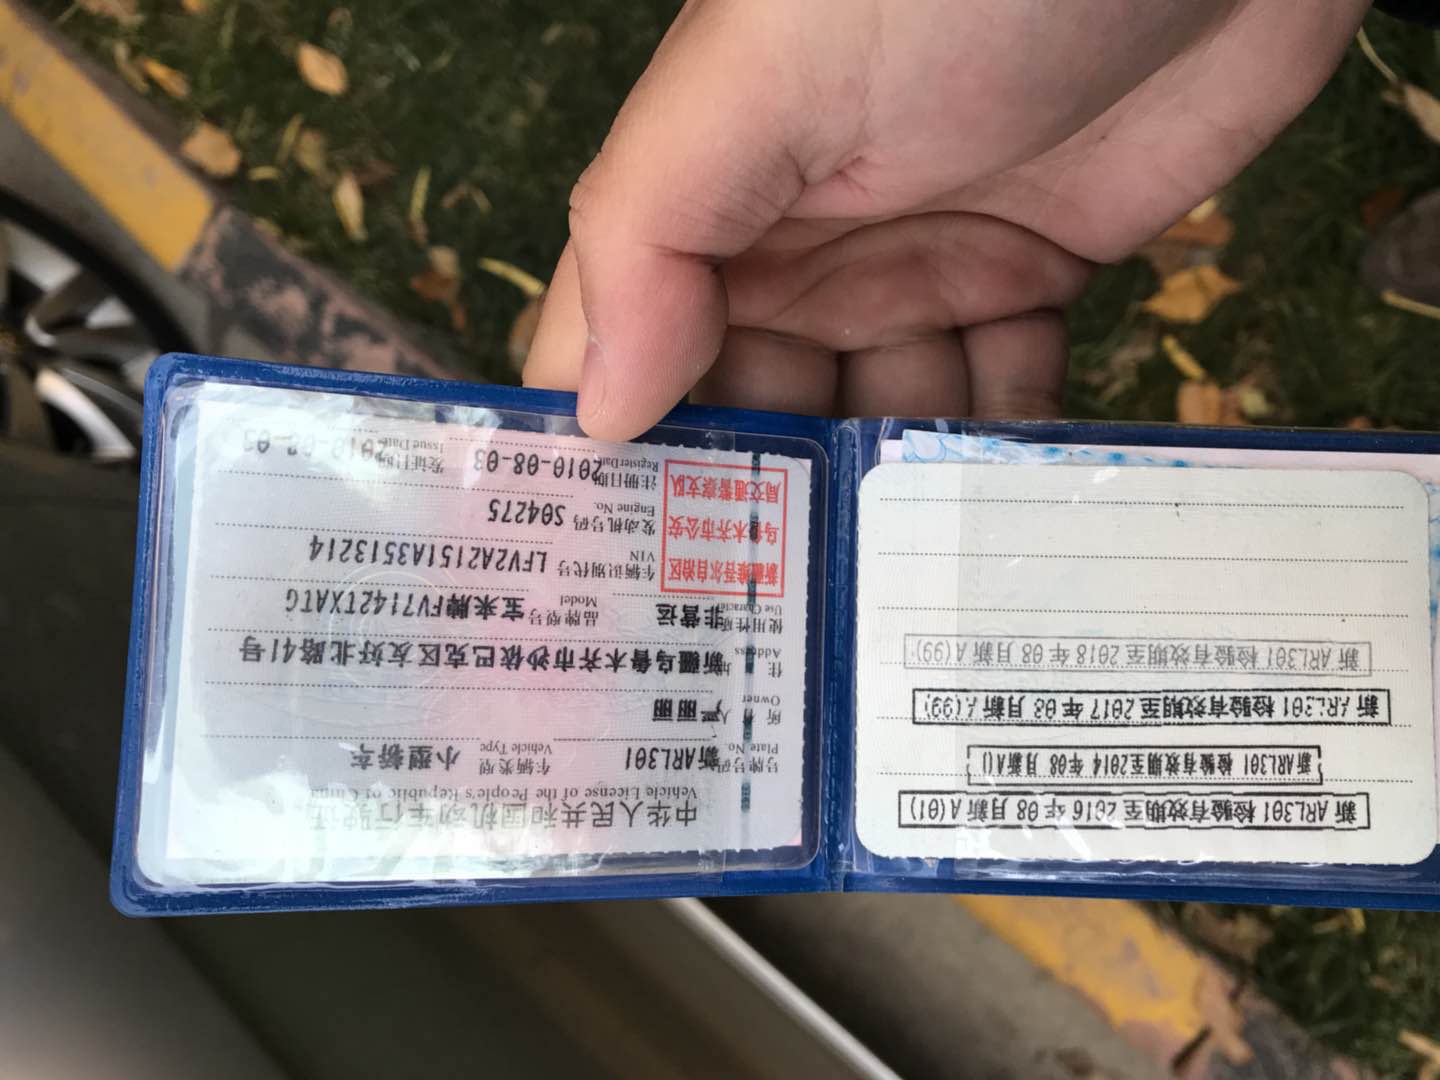 中华人民共和国机动车行驶证
Vehicle License of the People's Republic of China
号牌号码 新ARL301 车辆类型 小型轿车
Plate No. Vehicle Type
所有人 严丽丽
Owner
住址 新疆乌鲁木齐市沙依巴克区友好北路41号
Address
使用性质 非营运 品牌型号 宝来牌FV7142TXATG
Use Character Model
新疆维吾尔自治区
乌鲁木齐市公安
局交通警察支队
车辆识别代号 LFV2A2151A3513214
VIN
发动机号码 S04275
Engine No.
注册日期 2010-08-03 发证日期 2010-08-03
Register Date Issue Date
新ARL301 检验有效期至2016年08月新A(01)
新ARL301 检验有效期至2014年08月新A()
新ARL301 检验有效期至2017年08月新A(99)
新ARL301 检验有效期至2018年08月新A(99)